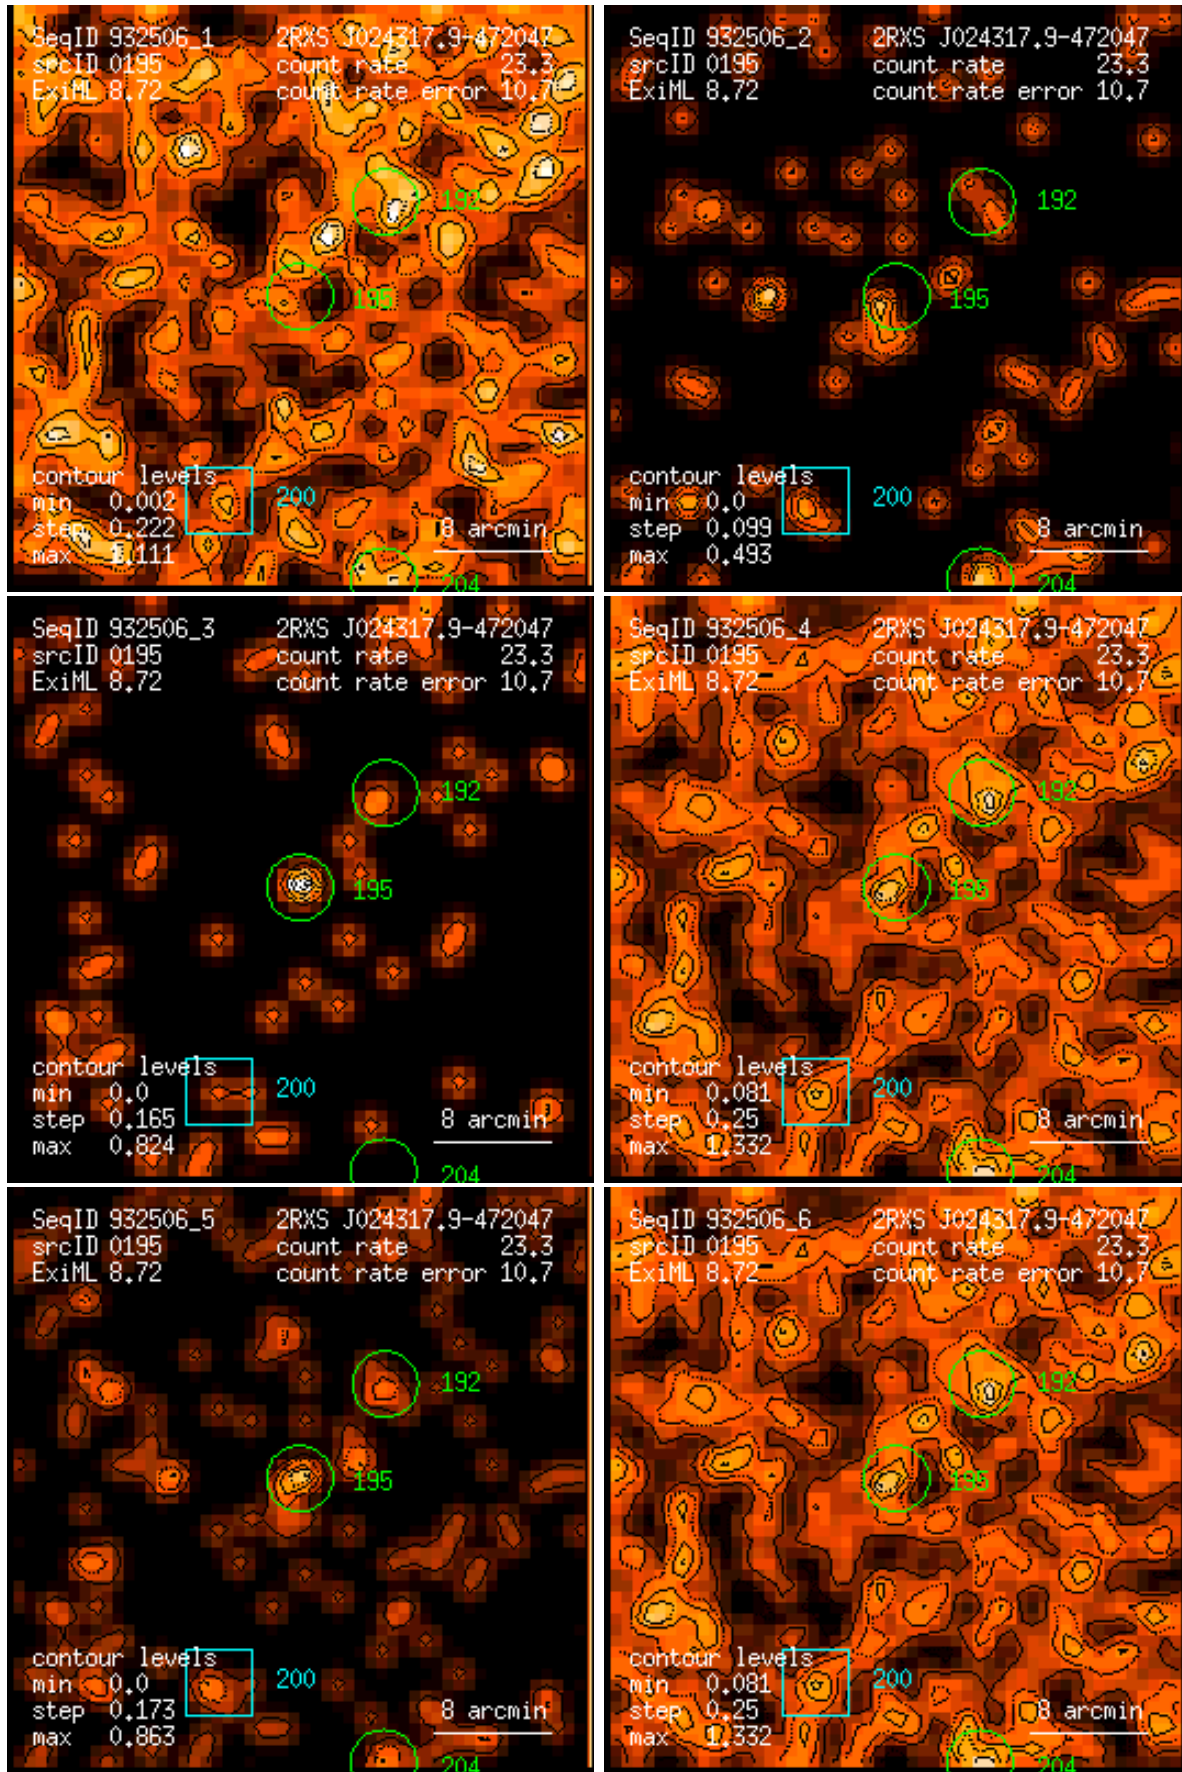 SeqID 932506_1 2RXS J024317.9-472047
srcID 0195 count rate 23.3
ExiML 8.72 count rate error 10.7
192
195
contour levels
min 0.002
200
step 0.222
8 arcmin
max 1.111
204
SeqID 932506_2 2RXS J024317.9-472047
srcID 0195 count rate 23.3
ExiML 8.72 count rate error 10.7
192
195
contour levels
min 0.0
200
step 0.099
8 arcmin
max 0.493
204
SeqID 932506_3 2RXS J024317.9-472047
srcID 0195 count rate 23.3
ExiML 8.72 count rate error 10.7
192
195
contour levels
min 0.0
200
step 0.165
8 arcmin
max 0.824
204
SeqID 932506_4 2RXS J024317.9-472047
srcID 0195 count rate 23.3
ExiML 8.72 count rate error 10.7
192
195
contour levels
min 0.081
200
step 0.25
8 arcmin
max 1.332
204
SeqID 932506_5 2RXS J024317.9-472047
srcID 0195 count rate 23.3
ExiML 8.72 count rate error 10.7
192
195
contour levels
min 0.0
200
step 0.173
8 arcmin
max 0.863
204
SeqID 932506_6 2RXS J024317.9-472047
srcID 0195 count rate 23.3
ExiML 8.72 count rate error 10.7
192
195
contour levels
min 0.081
200
step 0.25
8 arcmin
max 1.332
204